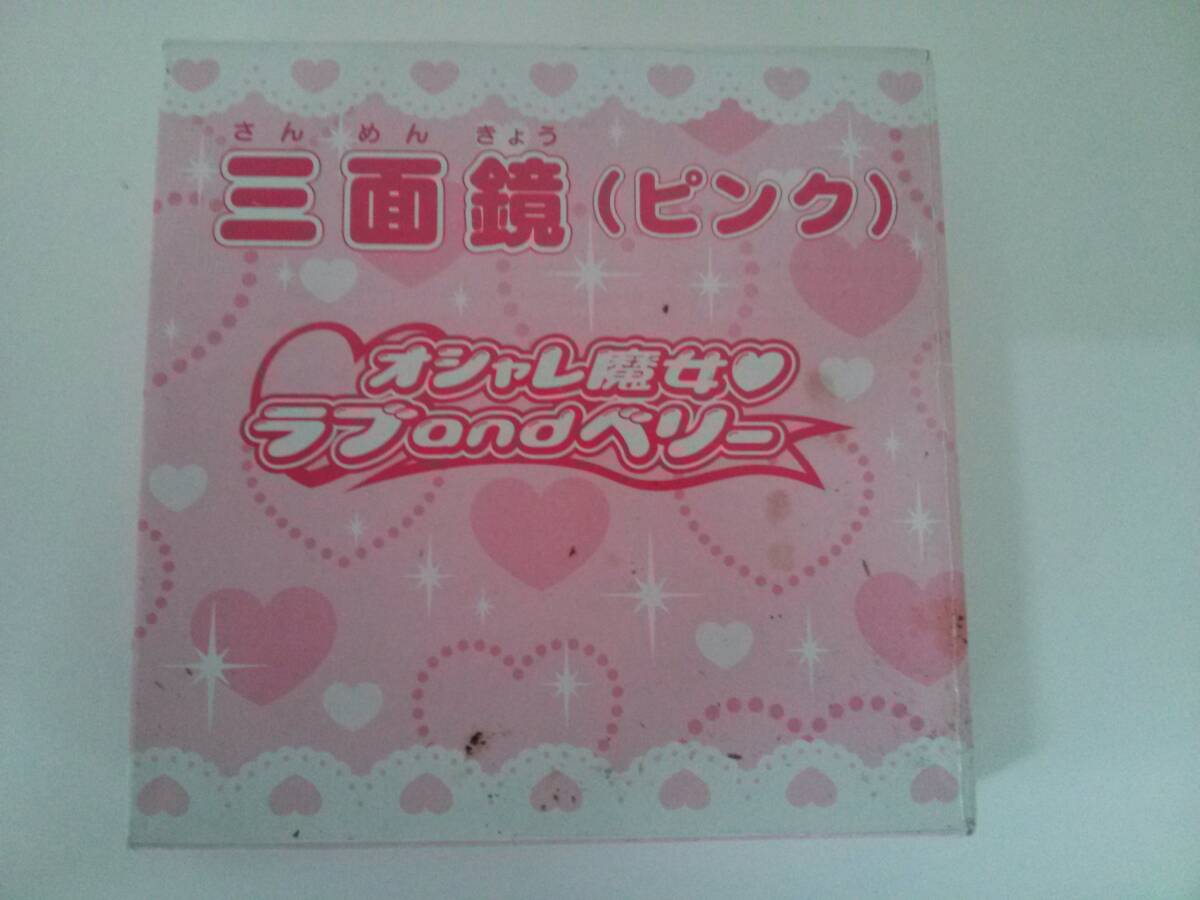 さんめんきょう
三面鏡(ピンク)
オシャレ魔女♥
ラブandベリー